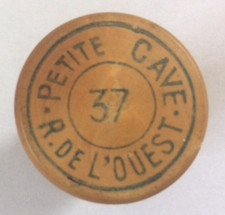 PETITE CAVE
37
R. DE L'OUEST